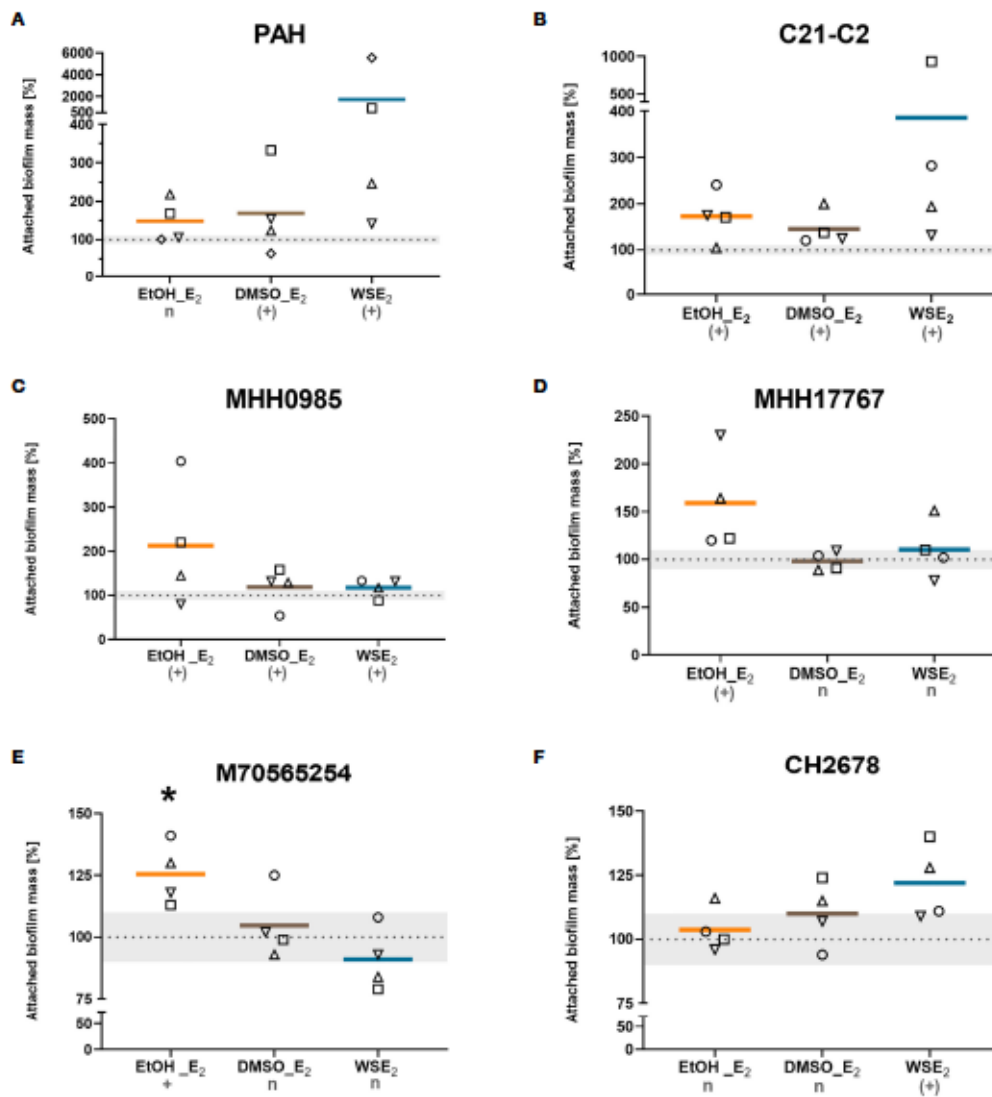 A
PAH
Attached biofilm mass [%]
6000
2000
500
400
300
200
100
0
EtOH_E₂
n
DMSO_E₂
(+)
WSE₂
(+)
B
C21-C2
Attached biofilm mass [%]
1000
500
400
300
200
100
0
EtOH_E₂
(+)
DMSO_E₂
(+)
WSE₂
(+)
C
MHH0985
Attached biofilm mass [%]
500
400
300
200
100
0
EtOH_E₂
(+)
DMSO_E₂
(+)
WSE₂
(+)
D
MHH17767
Attached biofilm mass [%]
250
200
150
100
50
0
EtOH_E₂
(+)
DMSO_E₂
n
WSE₂
n
E
M70565254
*
Attached biofilm mass [%]
150
125
100
75
50
0
EtOH_E₂
+
DMSO_E₂
n
WSE₂
n
F
CH2678
Attached biofilm mass [%]
150
125
100
75
50
0
EtOH_E₂
n
DMSO_E₂
n
WSE₂
(+)